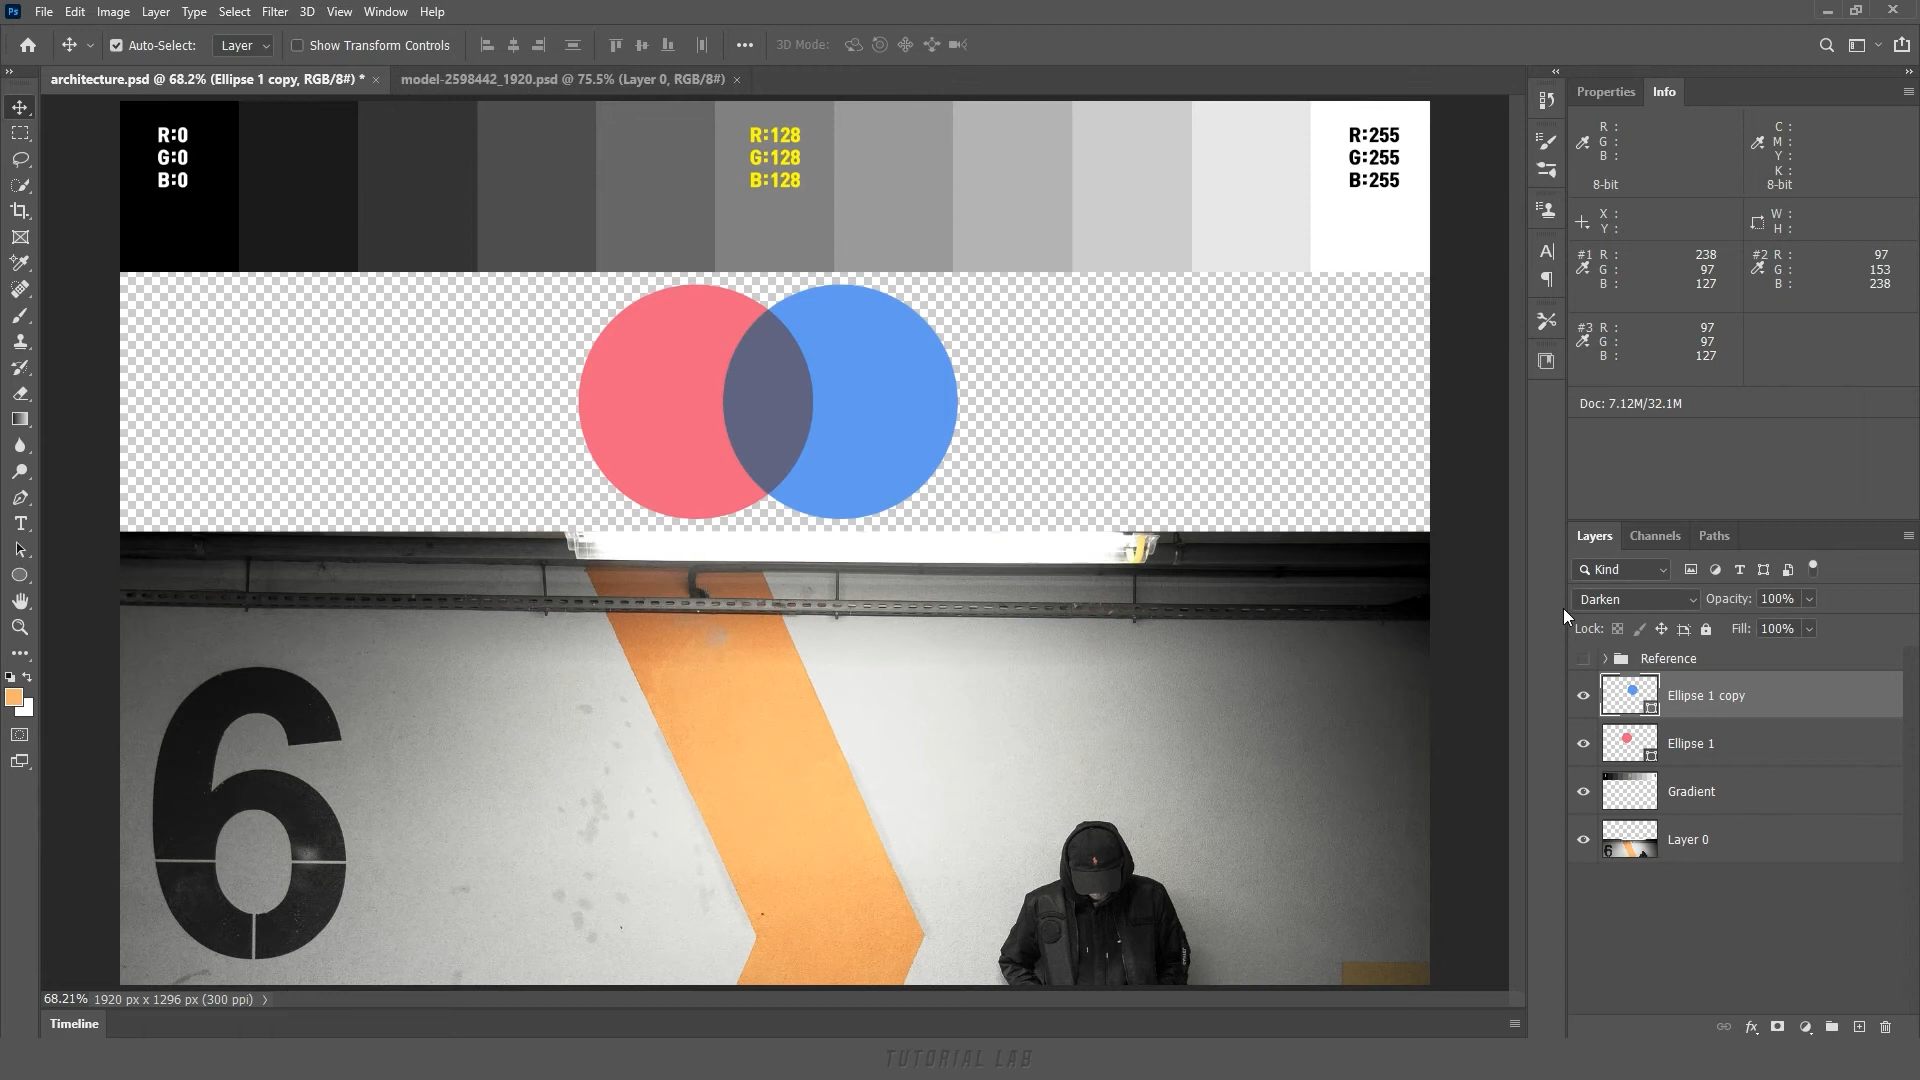 Ps File Edit Image Layer Type Select Filter 3D View Window Help
Auto-Select: Layer Show Transform Controls 3D Mode:
architecture.psd @ 68.2% (Ellipse 1 copy, RGB/8#) * × model-2598442_1920.psd @ 75.5% (Layer 0, RGB/8#) ×
R:0
G:0
B:0
R:128
G:128
B:128
R:255
G:255
B:255
6
68.21% 1920 px x 1296 px (300 ppi)
Timeline
TUTORIAL LAB
Properties Info
R : C :
G : M :
B : Y :
K :
8-bit 8-bit
X : W :
Y : H :
#1 R : 238 #2 R : 97
G : 97 G : 153
B : 127 B : 238
#3 R : 97
G : 97
B : 127
Doc: 7.12M/32.1M
Layers Channels Paths
Kind
Darken Opacity: 100%
Lock: Fill: 100%
Reference
Ellipse 1 copy
Ellipse 1
Gradient
Layer 0
fx